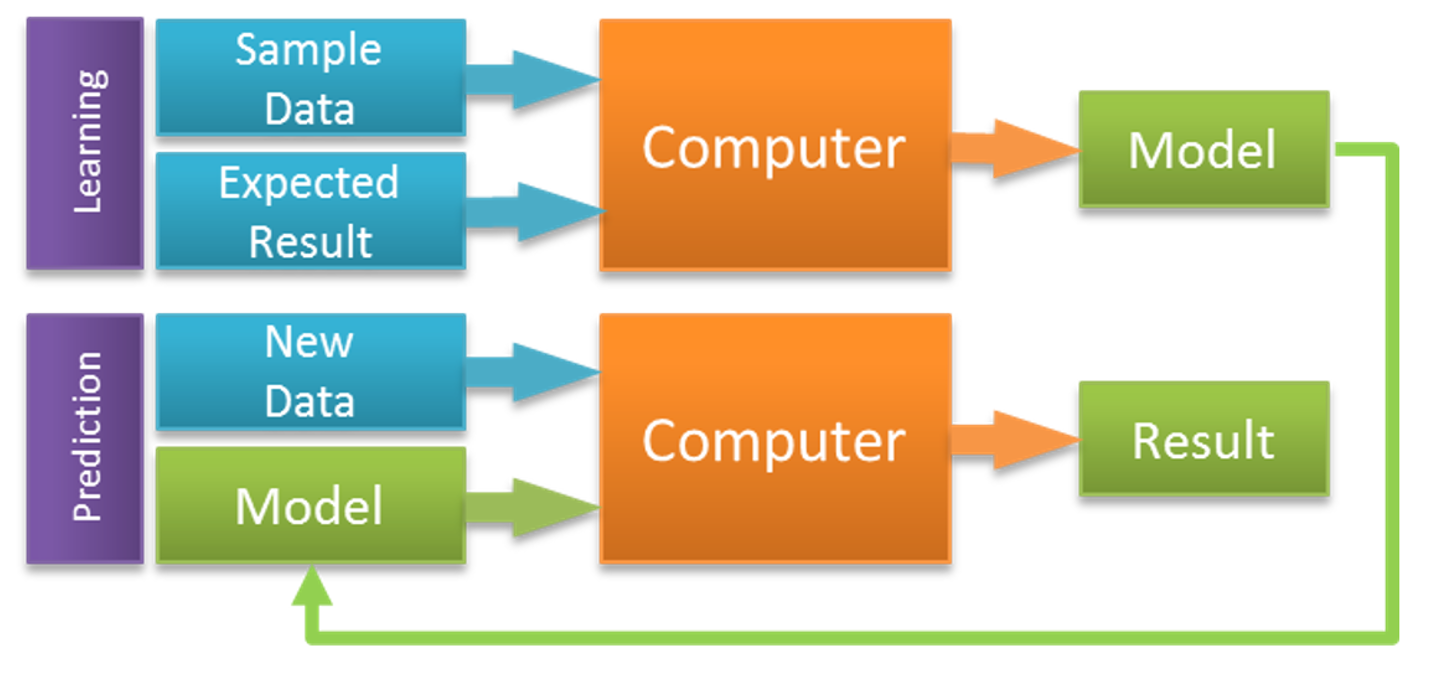 Learning
Sample
Data
Expected
Result
Computer
Model
Prediction
New
Data
Model
Computer
Result